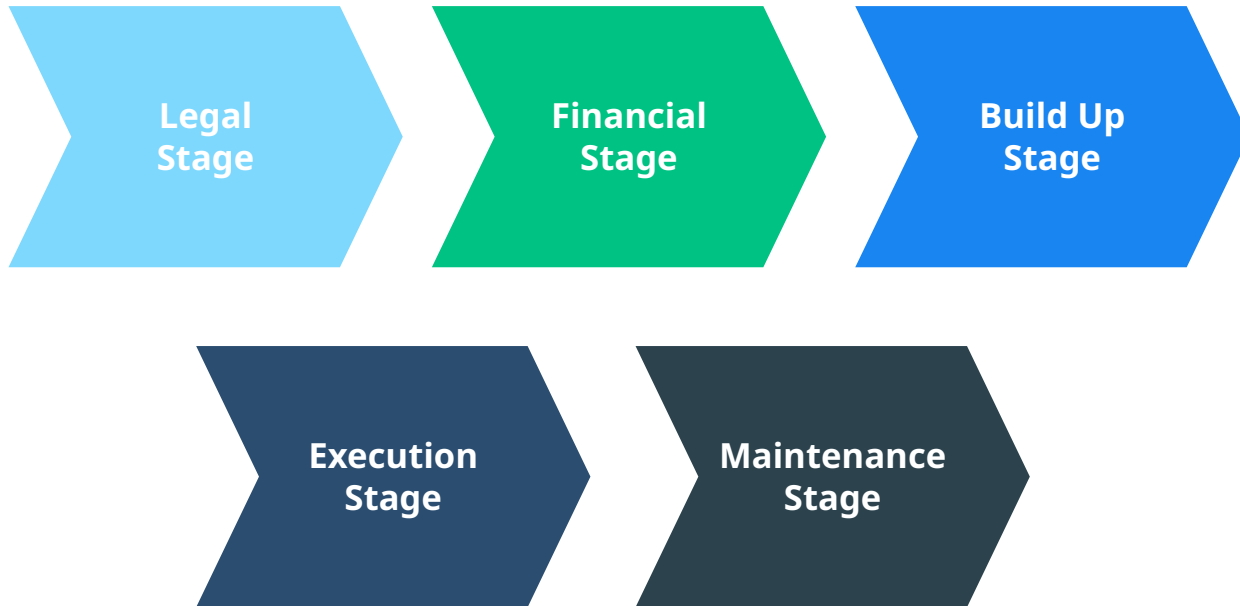 Legal
Stage
Financial
Stage
Build Up
Stage
Execution
Stage
Maintenance
Stage